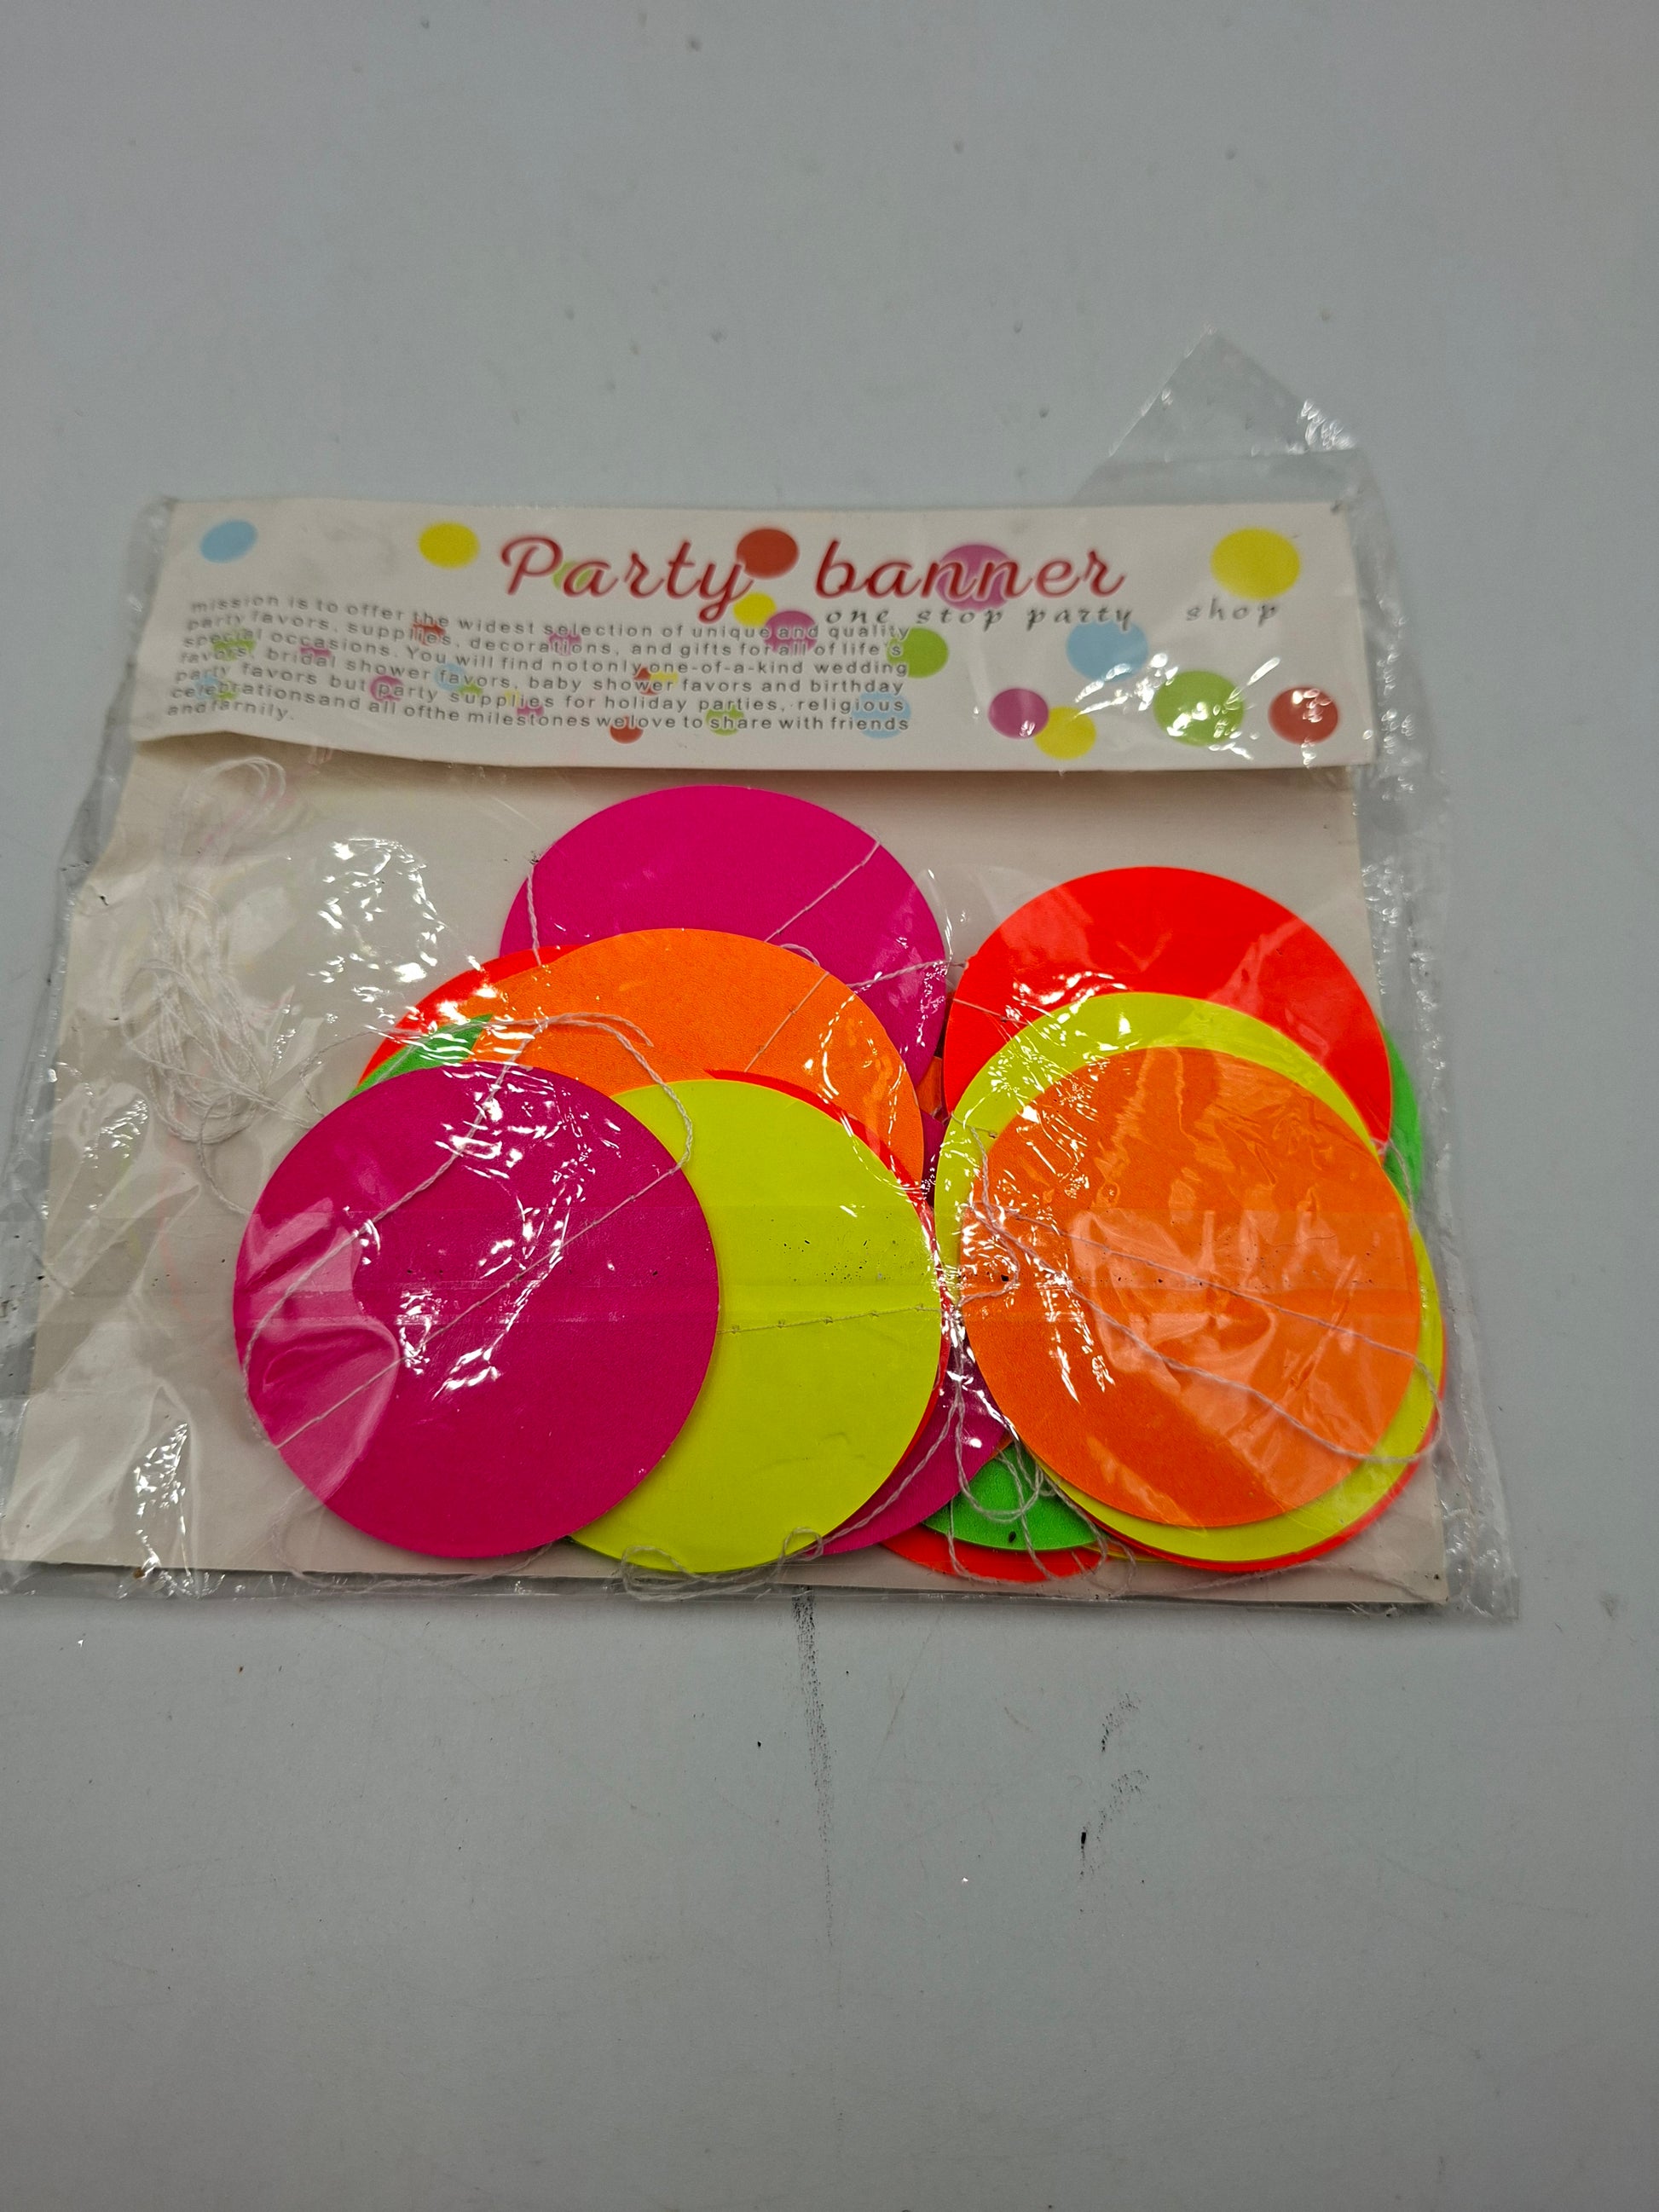 Party banner
one stop party shop
mission is to offer the widest selection of unique and quality
party favors, supplies, decorations, and gifts for all of life's
special occasions. You will find notonly one-of-a-kind wedding
favors, bridal shower favors, baby shower favors and birthday
party favors but party supplies for holiday parties, religious
celebrationsand all ofthe milestones we love to share with friends
andfarnily.